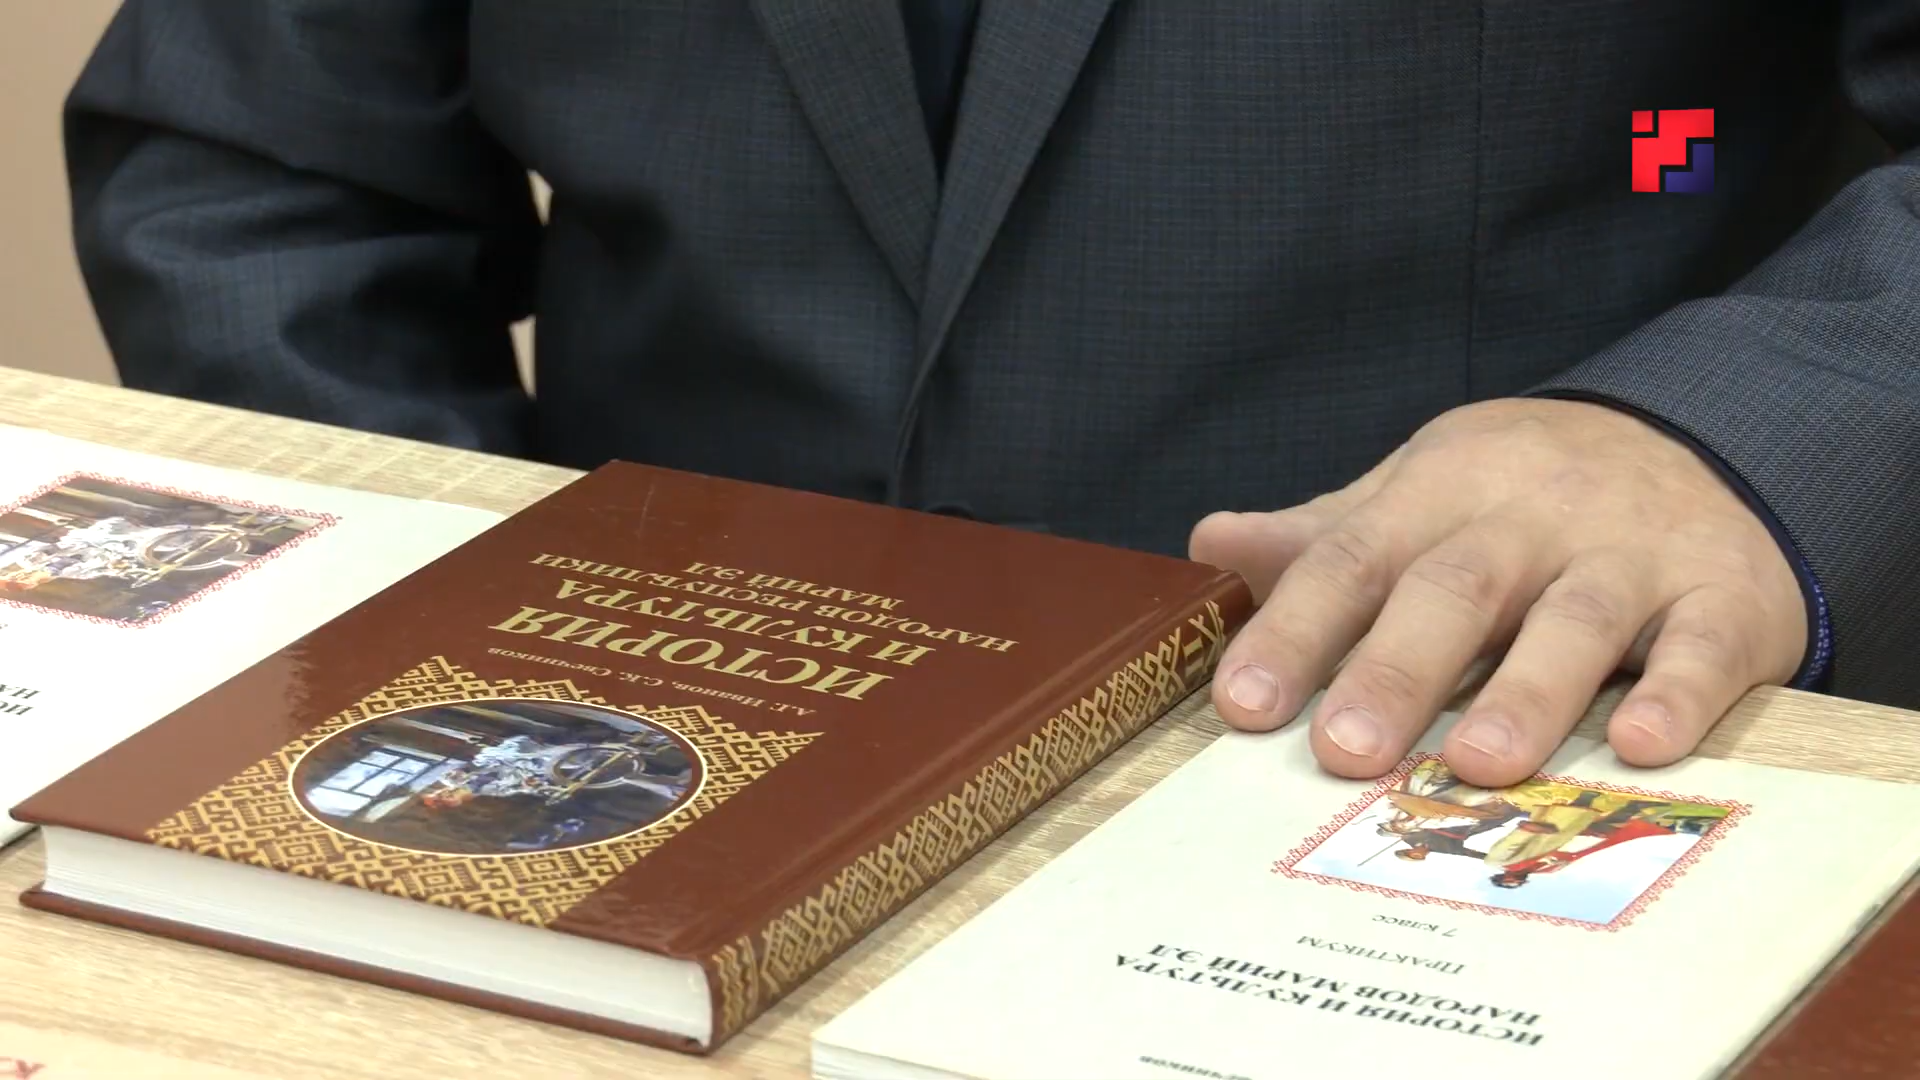 А.Г. Иванов, С.К. Свечников
ИСТОРИЯ
И КУЛЬТУРА
НАРОДОВ РЕСПУБЛИКИ
МАРИЙ ЭЛ
ИСТОРИЯ И КУЛЬТУРА
НАРОДОВ МАРИЙ ЭЛ
ПРАКТИКУМ
7 класс